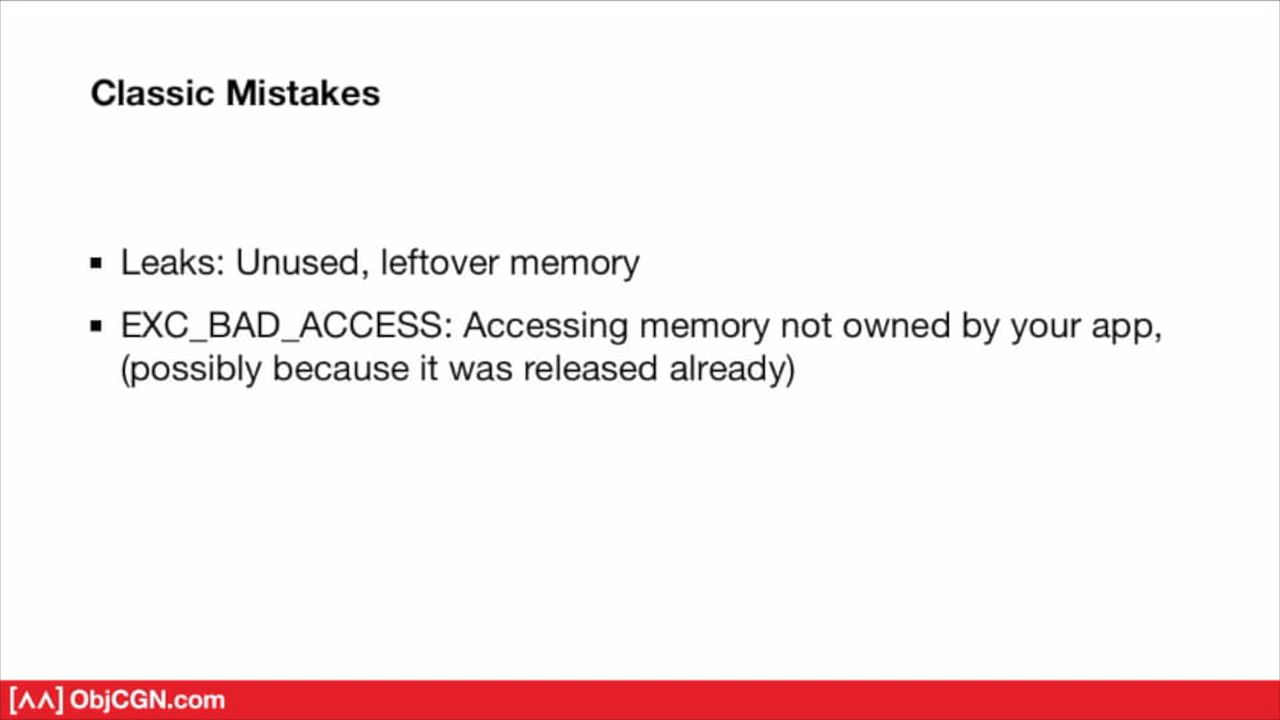 Classic Mistakes
▪ Leaks: Unused, leftover memory
▪ EXC_BAD_ACCESS: Accessing memory not owned by your app,
(possibly because it was released already)
[ʌʌ] ObjCGN.com